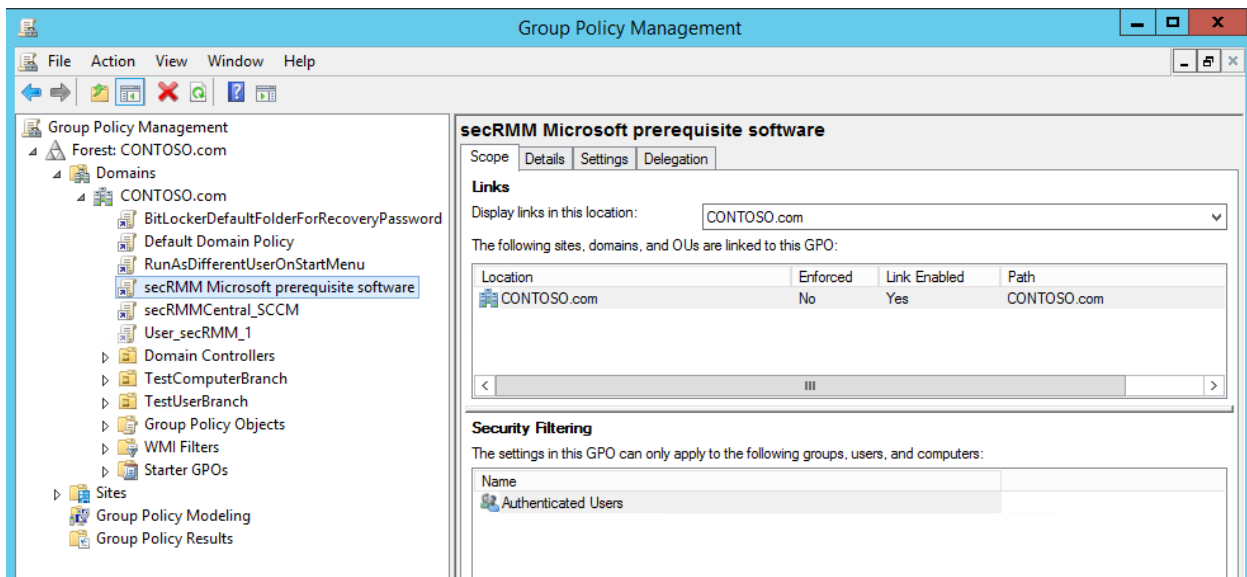 Group Policy Management
File Action View Window Help
Group Policy Management
Forest: CONTOSO.com
Domains
CONTOSO.com
BitLockerDefaultFolderForRecoveryPassword
Default Domain Policy
RunAsDifferentUserOnStartMenu
secRMM Microsoft prerequisite software
secRMMCentral_SCCM
User_secRMM_1
Domain Controllers
TestComputerBranch
TestUserBranch
Group Policy Objects
WMI Filters
Starter GPOs
Sites
Group Policy Modeling
Group Policy Results
secRMM Microsoft prerequisite software
Scope Details Settings Delegation
Links
Display links in this location: CONTOSO.com
The following sites, domains, and OUs are linked to this GPO:
Location Enforced Link Enabled Path
CONTOSO.com No Yes CONTOSO.com
Security Filtering
The settings in this GPO can only apply to the following groups, users, and computers:
Name
Authenticated Users